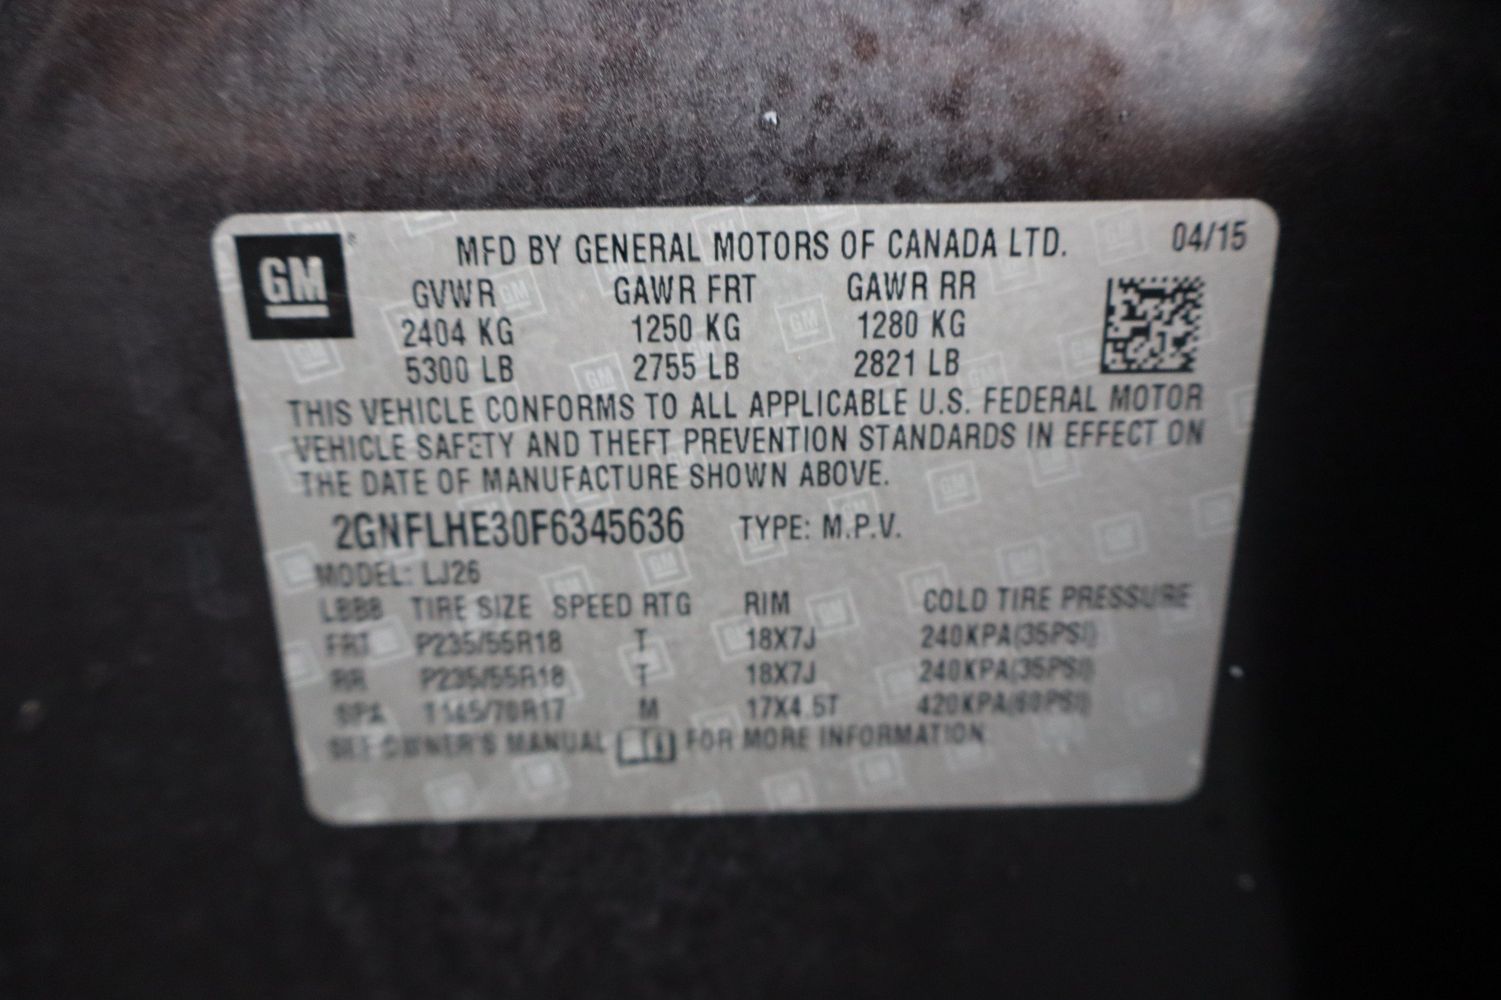 GM
MFD BY GENERAL MOTORS OF CANADA LTD. 04/15
GVWR GAWR FRT GAWR RR
2404 KG 1250 KG 1280 KG
5300 LB 2755 LB 2821 LB
THIS VEHICLE CONFORMS TO ALL APPLICABLE U.S. FEDERAL MOTOR
VEHICLE SAFETY AND THEFT PREVENTION STANDARDS IN EFFECT ON
THE DATE OF MANUFACTURE SHOWN ABOVE.
2GNFLHE30F6345636 TYPE: M.P.V.
MODEL: LJ26
TIRE SIZE SPEED RTG RIM COLD TIRE PRESSURE
FRT P235/55R18 T 18X7J 240KPA(35PSI)
RR P235/55R18 T 18X7J 240KPA(35PSI)
SPA M 17X4.5T 420KPA(60PSI)
SEE OWNER'S MANUAL FOR MORE INFORMATION